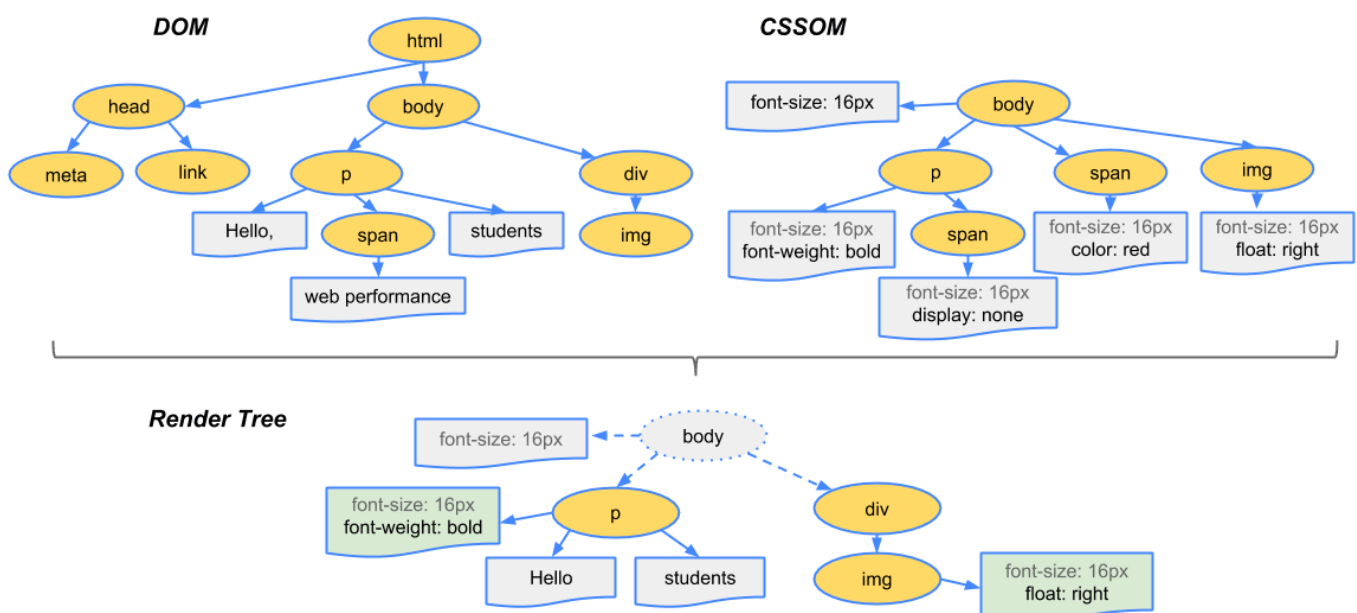 DOM
html
head
body
meta
link
p
div
Hello,
span
students
img
web performance
CSSOM
font-size: 16px
body
p
span
img
font-size: 16px
font-weight: bold
span
font-size: 16px
color: red
font-size: 16px
float: right
font-size: 16px
display: none
Render Tree
font-size: 16px
body
font-size: 16px
font-weight: bold
p
div
Hello
students
img
font-size: 16px
float: right